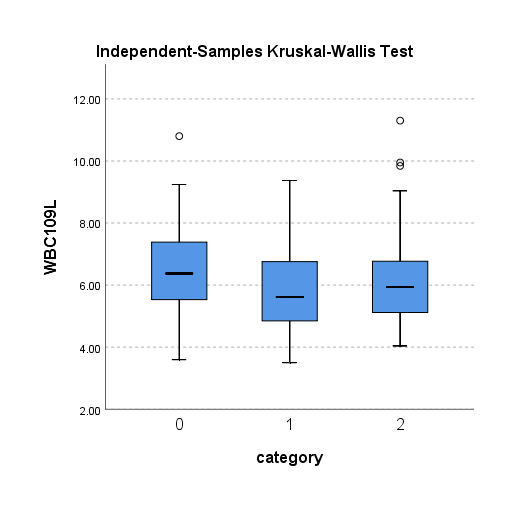 Independent-Samples Kruskal-Wallis Test
12.00
10.00
8.00
6.00
4.00
2.00
WBC109L
0 1 2
category